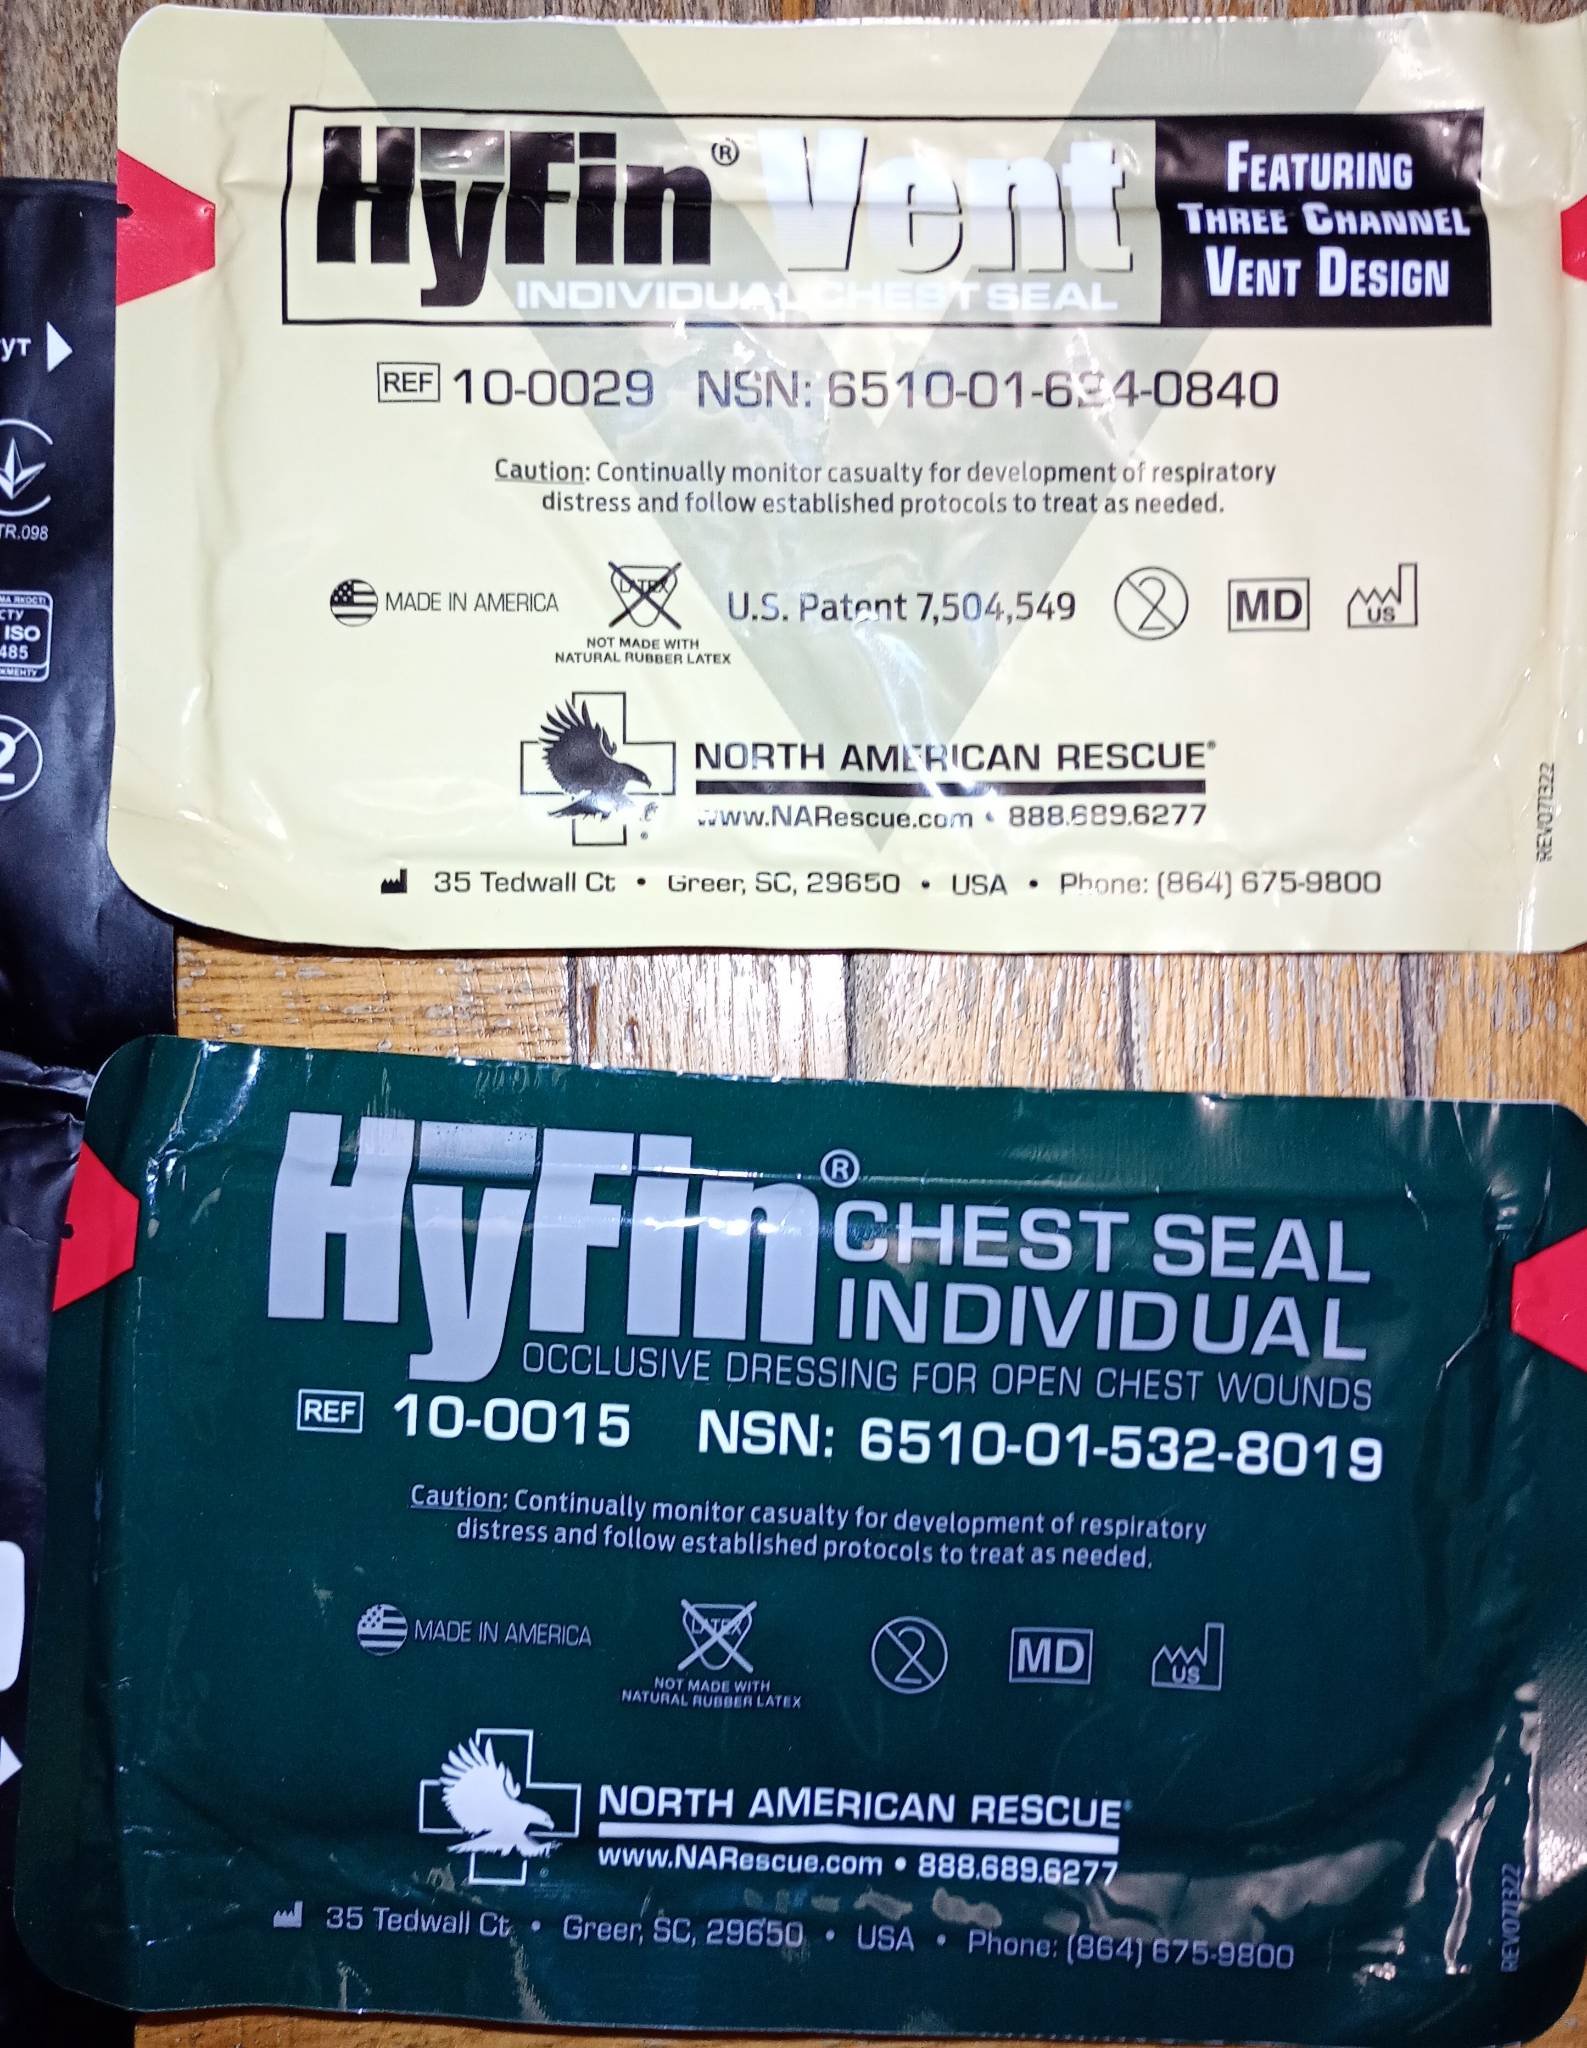 HyFin® Vent
INDIVIDUAL CHEST SEAL
FEATURING
THREE CHANNEL
VENT DESIGN
REF 10-0029 NSN: 6510-01-624-0840
Caution: Continually monitor casualty for development of respiratory
distress and follow established protocols to treat as needed.
MADE IN AMERICA
LATEX
NOT MADE WITH
NATURAL RUBBER LATEX
U.S. Patent 7,504,549
2
MD
US
NORTH AMERICAN RESCUE®
www.NARescue.com • 888.689.6277
35 Tedwall Ct • Greer, SC, 29650 • USA • Phone: (864) 675-9800
REV071322
TR.098
ISO
485
2
HyFin®
CHEST SEAL
INDIVIDUAL
OCCLUSIVE DRESSING FOR OPEN CHEST WOUNDS
REF 10-0015 NSN: 6510-01-532-8019
Caution: Continually monitor casualty for development of respiratory
distress and follow established protocols to treat as needed.
MADE IN AMERICA
LATEX
NOT MADE WITH
NATURAL RUBBER LATEX
2
MD
US
NORTH AMERICAN RESCUE®
www.NARescue.com • 888.689.6277
35 Tedwall Ct • Greer, SC, 29650 • USA • Phone: (864) 675-9800
REV071322